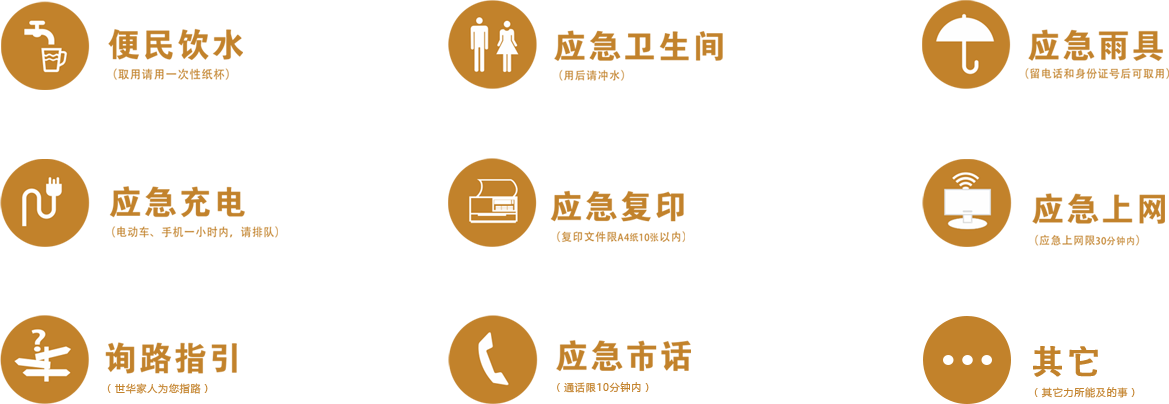 便民饮水
（取用请用一次性纸杯）
应急卫生间
（用后请冲水）
应急雨具
（留电话和身份证号后可取用）
应急充电
（电动车、手机一小时内，请排队）
应急复印
（复印文件限A4纸10张以内）
应急上网
（应急上网限30分钟内）
询路指引
（ 世华家人为您指路 ）
应急市话
（ 通话限10分钟内 ）
其它
（ 其它力所能及的事 ）